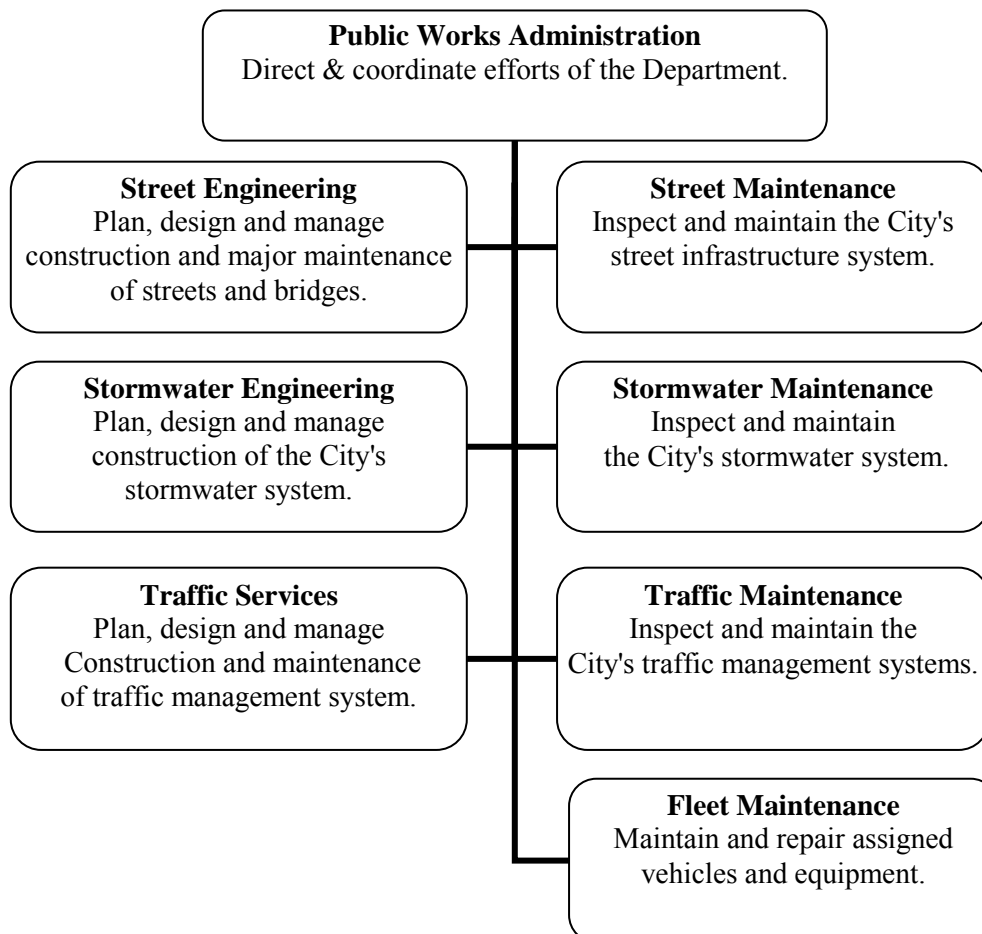 Public Works Administration
Direct & coordinate efforts of the Department.
Street Engineering
Plan, design and manage
construction and major maintenance
of streets and bridges.
Street Maintenance
Inspect and maintain the City's
street infrastructure system.
Stormwater Engineering
Plan, design and manage
construction of the City's
stormwater system.
Stormwater Maintenance
Inspect and maintain
the City's stormwater system.
Traffic Services
Plan, design and manage
Construction and maintenance
of traffic management system.
Traffic Maintenance
Inspect and maintain the
City's traffic management systems.
Fleet Maintenance
Maintain and repair assigned
vehicles and equipment.